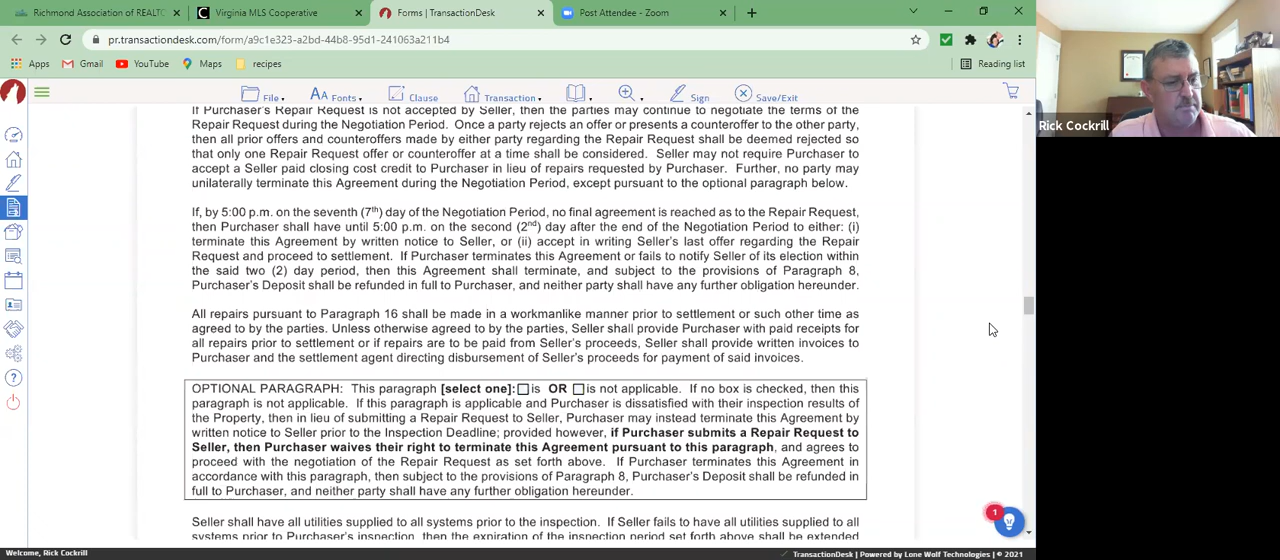 Richmond Association of REALTO
Virginia MLS Cooperative
Forms | TransactionDesk
Post Attendee - Zoom
pr.transactiondesk.com/form/a9c1e323-a2bd-44b8-95d1-241063a211b4
Apps
Gmail
YouTube
Maps
recipes
Reading list
File
Fonts
Clause
Transaction
Sign
Save/Exit
Rick Cockrill
If Purchaser's Repair Request is not accepted by Seller, then the parties may continue to negotiate the terms of the
Repair Request during the Negotiation Period. Once a party rejects an offer or presents a counteroffer to the other party,
then all prior offers and counteroffers made by either party regarding the Repair Request shall be deemed rejected so
that only one Repair Request offer or counteroffer at a time shall be considered. Seller may not require Purchaser to
accept a Seller paid closing cost credit to Purchaser in lieu of repairs requested by Purchaser. Further, no party may
unilaterally terminate this Agreement during the Negotiation Period, except pursuant to the optional paragraph below.
If, by 5:00 p.m. on the seventh (7th) day of the Negotiation Period, no final agreement is reached as to the Repair Request,
then Purchaser shall have until 5:00 p.m. on the second (2nd) day after the end of the Negotiation Period to either: (i)
terminate this Agreement by written notice to Seller, or (ii) accept in writing Seller's last offer regarding the Repair
Request and proceed to settlement. If Purchaser terminates this Agreement or fails to notify Seller of its election within
the said two (2) day period, then this Agreement shall terminate, and subject to the provisions of Paragraph 8,
Purchaser's Deposit shall be refunded in full to Purchaser, and neither party shall have any further obligation hereunder.
All repairs pursuant to Paragraph 16 shall be made in a workmanlike manner prior to settlement or such other time as
agreed to by the parties. Unless otherwise agreed to by the parties, Seller shall provide Purchaser with paid receipts for
all repairs prior to settlement or if repairs are to be paid from Seller's proceeds, Seller shall provide written invoices to
Purchaser and the settlement agent directing disbursement of Seller's proceeds for payment of said invoices.
OPTIONAL PARAGRAPH: This paragraph [select one]: is OR is not applicable. If no box is checked, then this
paragraph is not applicable. If this paragraph is applicable and Purchaser is dissatisfied with their inspection results of
the Property, then in lieu of submitting a Repair Request to Seller, Purchaser may instead terminate this Agreement by
written notice to Seller prior to the Inspection Deadline; provided however, if Purchaser submits a Repair Request to
Seller, then Purchaser waives their right to terminate this Agreement pursuant to this paragraph, and agrees to
proceed with the negotiation of the Repair Request as set forth above. If Purchaser terminates this Agreement in
accordance with this paragraph, then subject to the provisions of Paragraph 8, Purchaser's Deposit shall be refunded in
full to Purchaser, and neither party shall have any further obligation hereunder.
Seller shall have all utilities supplied to all systems prior to the inspection. If Seller fails to have all utilities supplied to all
systems prior to Purchaser's inspection, then the expiration of the inspection period set forth above shall be extended
1
Welcome, Rick Cockrill
TransactionDesk | Powered by Lone Wolf Technologies | © 2021